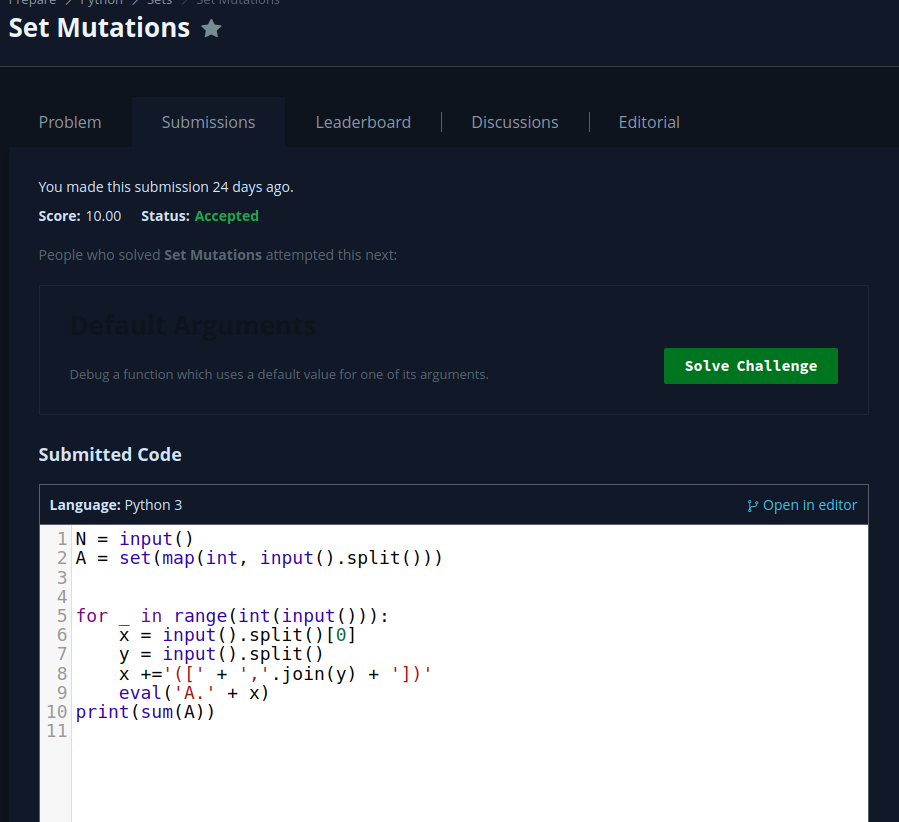 Prepare > Python > Sets > Set Mutations
Set Mutations
Problem
Submissions
Leaderboard
Discussions
Editorial
You made this submission 24 days ago.
Score: 10.00 Status: Accepted
People who solved Set Mutations attempted this next:
Default Arguments
Debug a function which uses a default value for one of its arguments.
Solve Challenge
Submitted Code
Language: Python 3
Open in editor
1 N = input()
2 A = set(map(int, input().split()))
3
4
5 for _ in range(int(input())):
6     x = input().split()[0]
7     y = input().split()
8     x +='([' + ','.join(y) + '])'
9     eval('A.' + x)
10 print(sum(A))
11